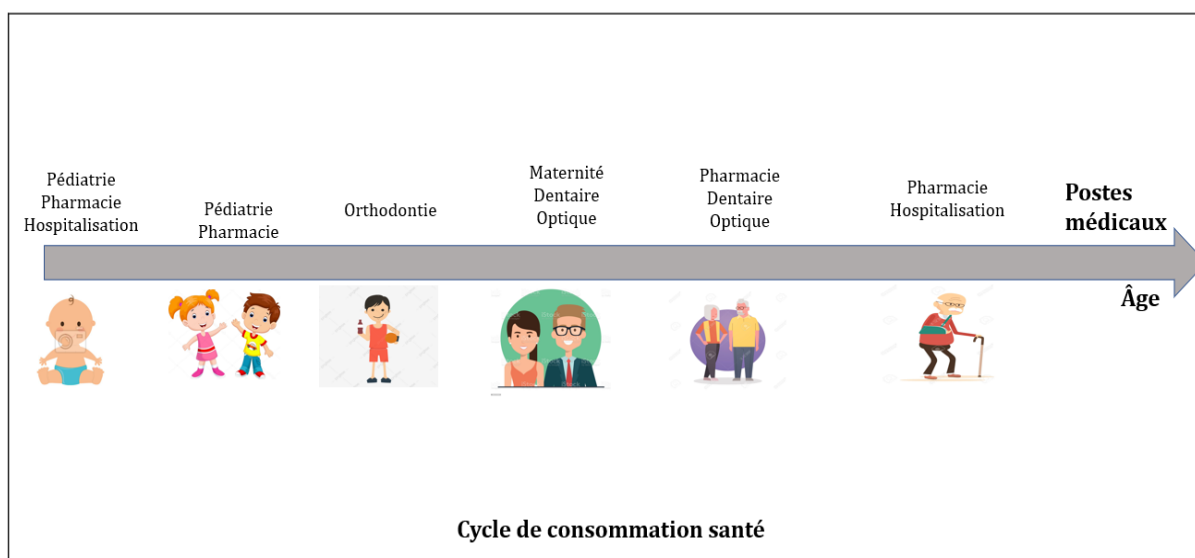 Pédiatrie
Pharmacie
Hospitalisation
Pédiatrie
Pharmacie
Orthodontie
Maternité
Dentaire
Optique
Pharmacie
Dentaire
Optique
Pharmacie
Hospitalisation
Postes
médicaux
Âge
Cycle de consommation santé